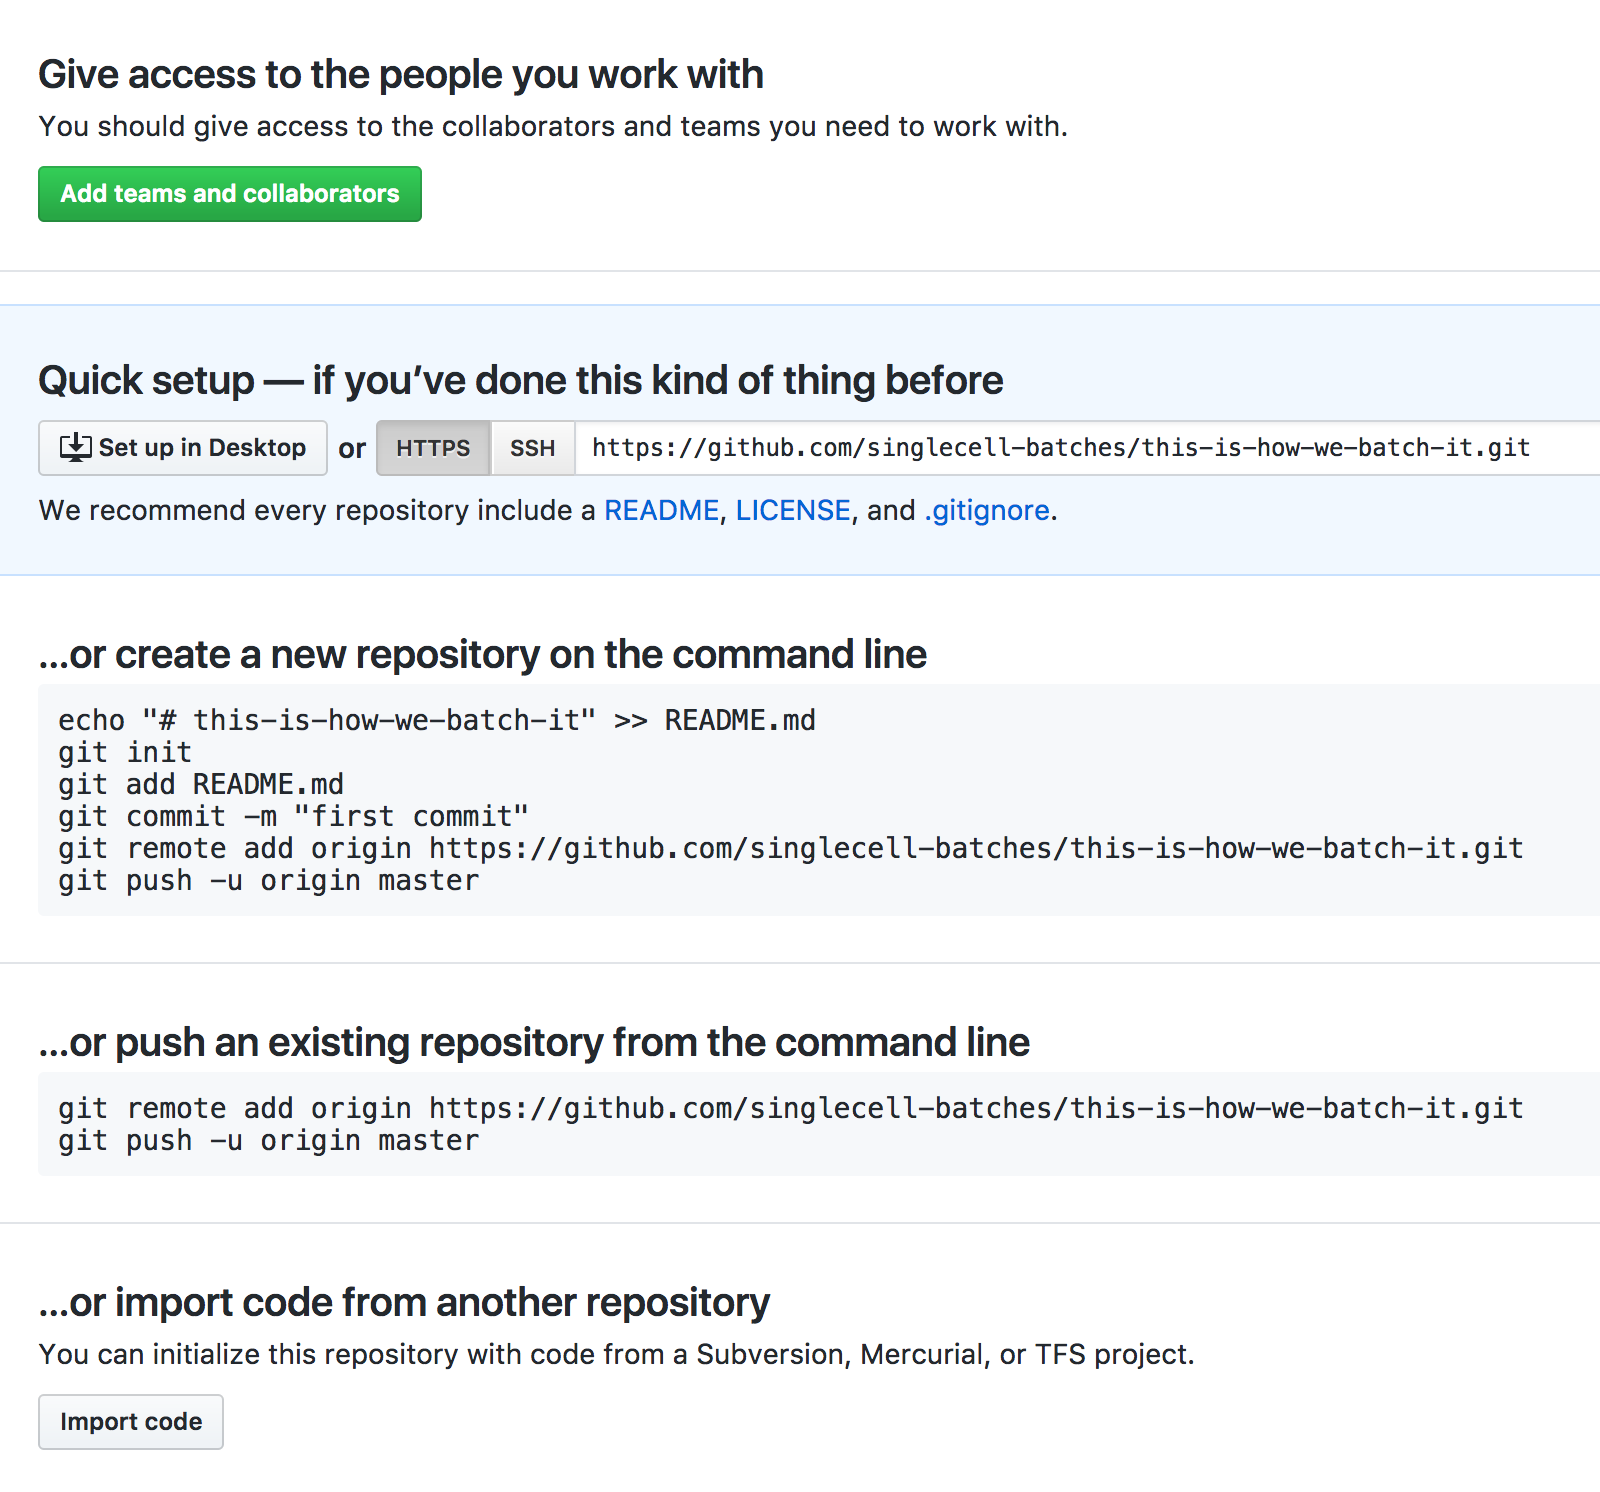 Give access to the people you work with
You should give access to the collaborators and teams you need to work with.
Add teams and collaborators
Quick setup — if you’ve done this kind of thing before
Set up in Desktop or HTTPS SSH https://github.com/singlecell-batches/this-is-how-we-batch-it.git
We recommend every repository include a README, LICENSE, and .gitignore.
…or create a new repository on the command line
echo "# this-is-how-we-batch-it" >> README.md
git init
git add README.md
git commit -m "first commit"
git remote add origin https://github.com/singlecell-batches/this-is-how-we-batch-it.git
git push -u origin master
…or push an existing repository from the command line
git remote add origin https://github.com/singlecell-batches/this-is-how-we-batch-it.git
git push -u origin master
…or import code from another repository
You can initialize this repository with code from a Subversion, Mercurial, or TFS project.
Import code